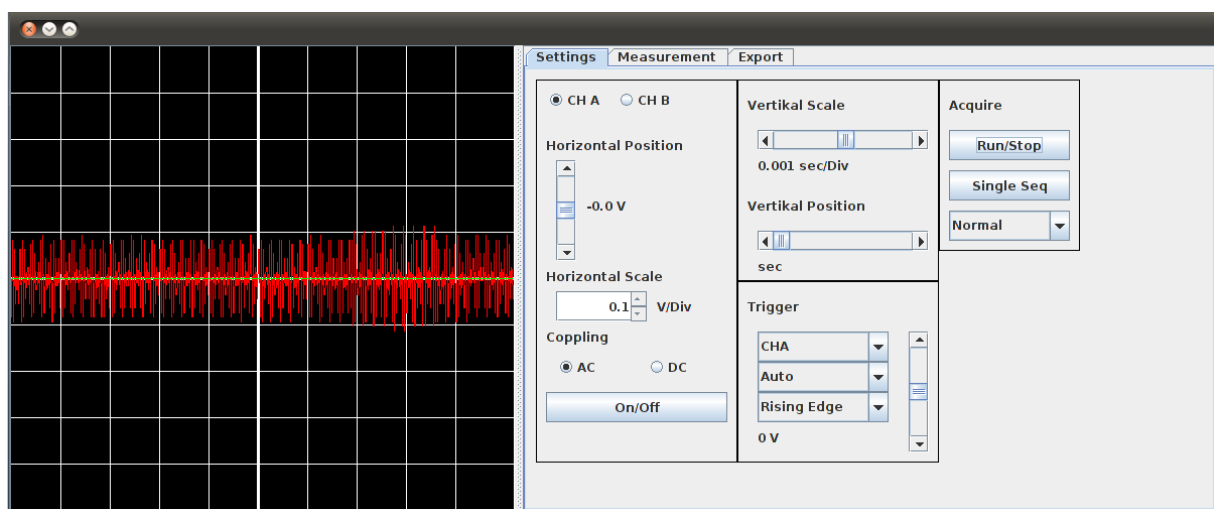 Settings Measurement Export
CH A CH B
Horizontal Position
-0.0 V
Horizontal Scale
0.1 V/Div
Coppling
AC DC
On/Off
Vertikal Scale
0.001 sec/Div
Vertikal Position
sec
Trigger
CHA
Auto
Rising Edge
0 V
Acquire
Run/Stop
Single Seq
Normal